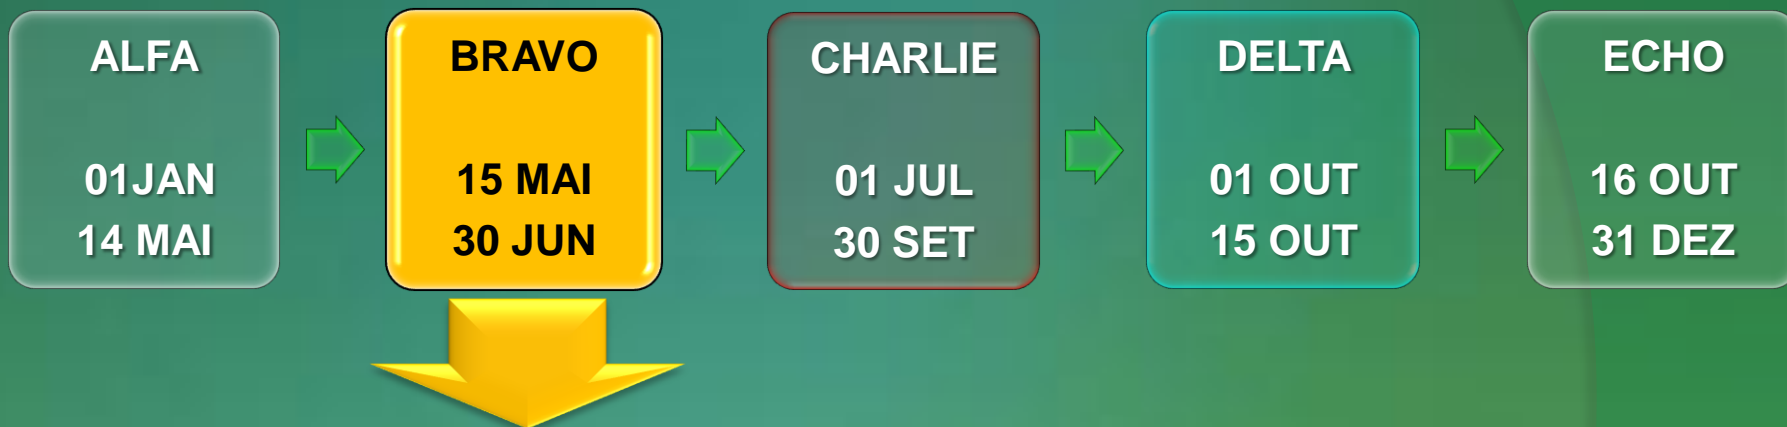 ALFA
01JAN
14 MAI
BRAVO
15 MAI
30 JUN
CHARLIE
01 JUL
30 SET
DELTA
01 OUT
15 OUT
ECHO
16 OUT
31 DEZ